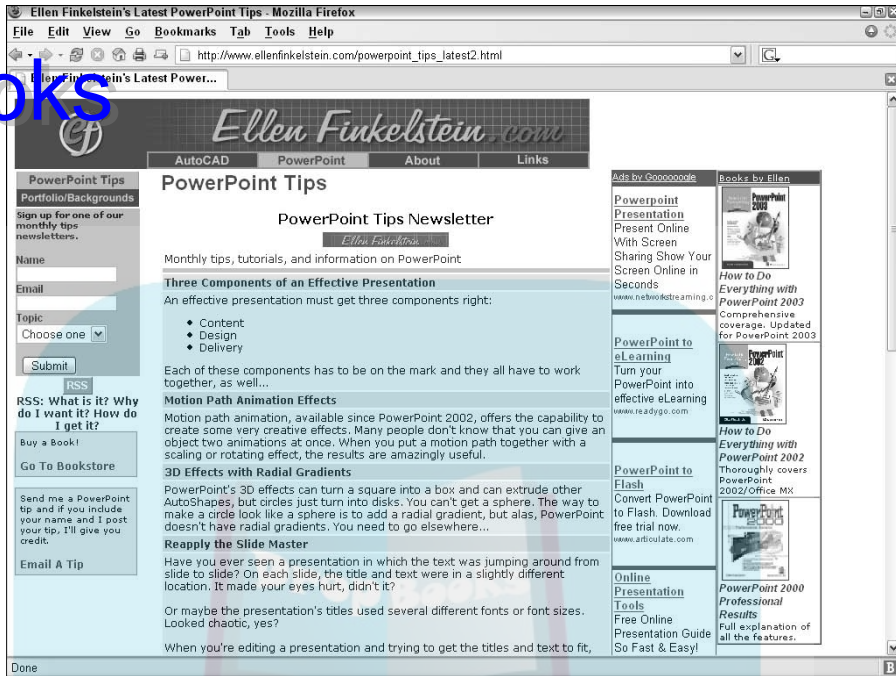 Ellen Finkelstein's Latest PowerPoint Tips - Mozilla Firefox
File Edit View Go Bookmarks Tab Tools Help
http://www.ellenfinkelstein.com/powerpoint_tips_latest2.html
G
Ellen Finkelstein's Latest Power...
oks
ef
Ellen Finkelstein.com
AutoCAD PowerPoint About Links
PowerPoint Tips
Portfolio/Backgrounds
Sign up for one of our
monthly tips
newsletters.
Name
Email
Topic
Choose one
Submit
RSS
RSS: What is it? Why
do I want it? How do
I get it?
Buy a Book!
Go To Bookstore
Send me a PowerPoint
tip and if you include
your name and I post
your tip, I'll give you
credit.
Email A Tip
PowerPoint Tips
PowerPoint Tips Newsletter
Ellen Finkelstein
Monthly tips, tutorials, and information on PowerPoint
Three Components of an Effective Presentation
An effective presentation must get three components right:
Content
Design
Delivery
Each of these components has to be on the mark and they all have to work
together, as well...
Motion Path Animation Effects
Motion path animation, available since PowerPoint 2002, offers the capability to
create some very creative effects. Many people don't know that you can give an
object two animations at once. When you put a motion path together with a
scaling or rotating effect, the results are amazingly useful.
3D Effects with Radial Gradients
PowerPoint's 3D effects can turn a square into a box and can extrude other
AutoShapes, but circles just turn into disks. You can't get a sphere. The way to
make a circle look like a sphere is to add a radial gradient, but alas, PowerPoint
doesn't have radial gradients. You need to go elsewhere...
Reapply the Slide Master
Have you ever seen a presentation in which the text was jumping around from
slide to slide? On each slide, the title and text were in a slightly different
location. It made your eyes hurt, didn't it?
Or maybe the presentation's titles used several different fonts or font sizes.
Looked chaotic, yes?
When you're editing a presentation and trying to get the titles and text to fit,
Ads by Goooooogle
Powerpoint
Presentation
Present Online
With Screen
Sharing Show Your
Screen Online in
Seconds
www.networkstreaming.c
PowerPoint to
eLearning
Turn your
PowerPoint into
effective eLearning
www.readygo.com
PowerPoint to
Flash
Convert PowerPoint
to Flash. Download
free trial now.
www.articulate.com
Online
Presentation
Tools
Free Online
Presentation Guide
So Fast & Easy!
Books by Ellen
PowerPoint
2003
How to Do
Everything with
PowerPoint 2003
Comprehensive
coverage. Updated
for PowerPoint 2003
PowerPoint
How to Do
Everything with
PowerPoint 2002
Thoroughly covers
PowerPoint
2002/Office MX
PowerPoint
2000
PowerPoint 2000
Professional
Results
Full explanation of
all the features.
Done